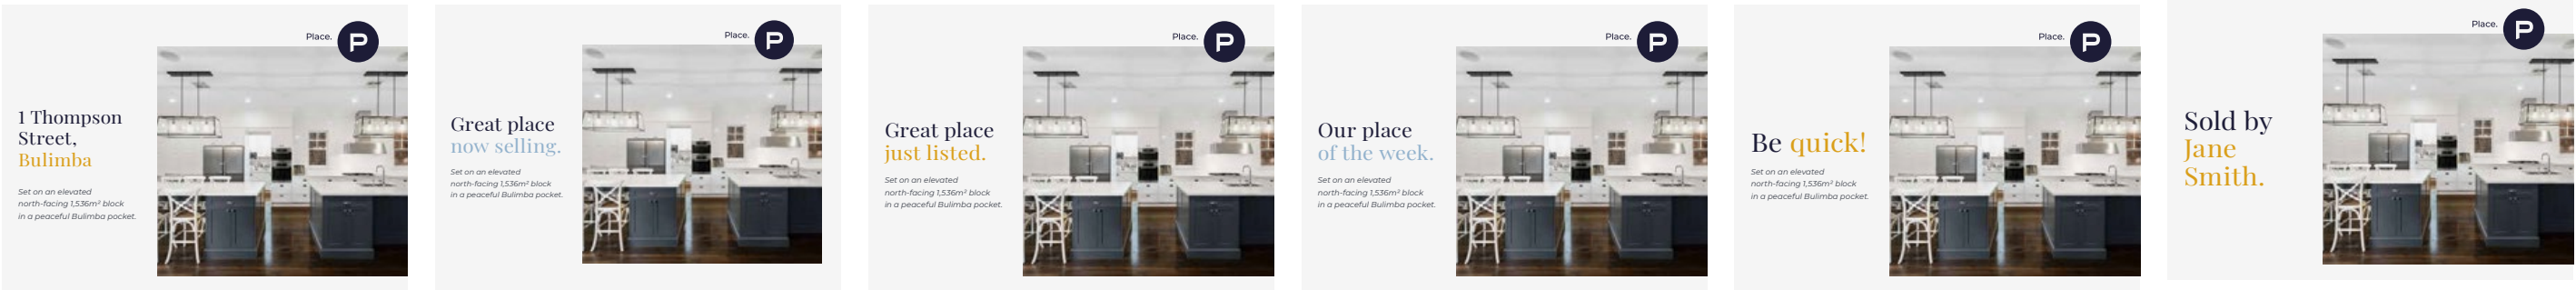 Place.
P
1 Thompson
Street,
Bulimba
Set on an elevated
north-facing 1,536m² block
in a peaceful Bulimba pocket.
Place.
P
Great place
now selling.
Set on an elevated
north-facing 1,536m² block
in a peaceful Bulimba pocket.
Place.
P
Great place
just listed.
Set on an elevated
north-facing 1,536m² block
in a peaceful Bulimba pocket.
Place.
P
Our place
of the week.
Set on an elevated
north-facing 1,536m² block
in a peaceful Bulimba pocket.
Place.
P
Be quick!
Set on an elevated
north-facing 1,536m² block
in a peaceful Bulimba pocket.
Place.
P
Sold by
Jane
Smith.